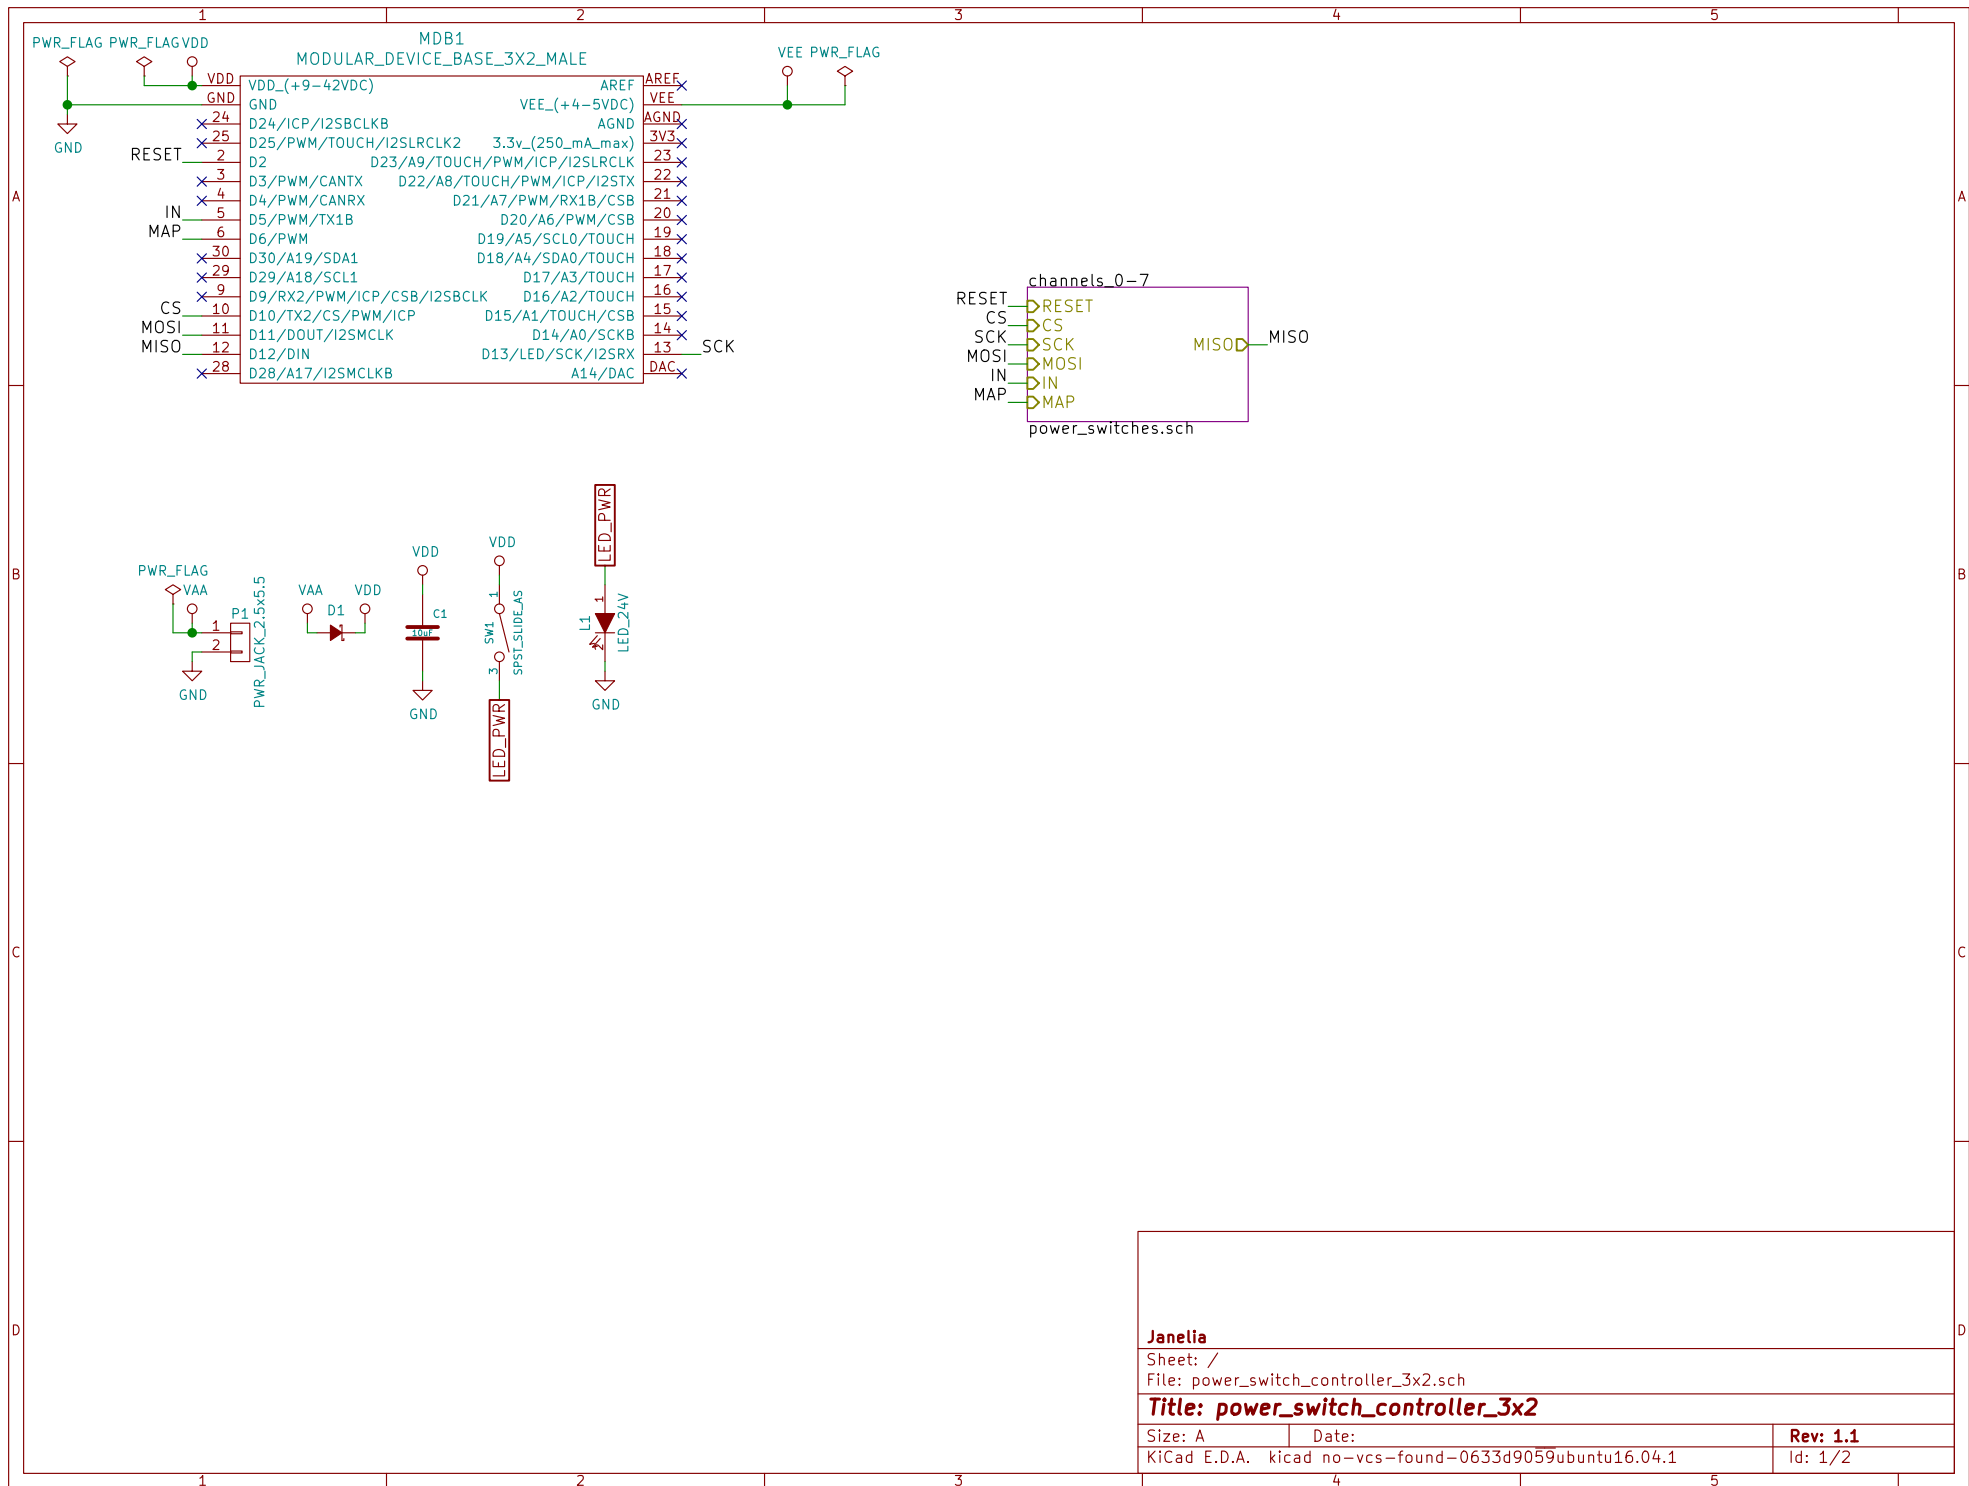 1 2 3 4 5
PWR_FLAG PWR_FLAG VDD
MDB1
MODULAR_DEVICE_BASE_3X2_MALE
VEE PWR_FLAG
VDD VDD_(+9-42VDC) AREF AREF
GND GND VEE_(+4-5VDC) VEE
24 D24/ICP/I2SBCLKB AGND AGND
GND
25 D25/PWM/TOUCH/I2SLRCLK2 3.3v_(250_mA_max) 3V3
RESET 2 D2 D23/A9/TOUCH/PWM/ICP/I2SLRCLK 23
3 D3/PWM/CANTX D22/A8/TOUCH/PWM/ICP/I2STX 22
A 4 D4/PWM/CANRX D21/A7/PWM/RX1B/CSB 21 A
IN 5 D5/PWM/TX1B D20/A6/PWM/CSB 20
MAP 6 D6/PWM D19/A5/SCL0/TOUCH 19
30 D30/A19/SDA1 D18/A4/SDA0/TOUCH 18
29 D29/A18/SCL1 D17/A3/TOUCH 17
9 D9/RX2/PWM/ICP/CSB/I2SBCLK D16/A2/TOUCH 16
CS 10 D10/TX2/CS/PWM/ICP D15/A1/TOUCH/CSB 15
MOSI 11 D11/DOUT/I2SMCLK D14/A0/SCKB 14
MISO 12 D12/DIN D13/LED/SCK/I2SRX 13 SCK
28 D28/A17/I2SMCLKB A14/DAC DAC
channels_0-7
RESET RESET
CS CS
SCK SCK MISO MISO
MOSI MOSI
IN IN
MAP MAP
power_switches.sch
B B
PWR_FLAG
VAA
P1
1
2
PWR_JACK_2.5x5.5
GND
VAA D1 VDD
VDD
C1
10uF
GND
VDD
1
SW1
SPST_SLIDE_AS
3
LED_PWR
LED_PWR
1
L1
LED_24V
2
GND
C C
D D
Janelia
Sheet: /
File: power_switch_controller_3x2.sch
Title: power_switch_controller_3x2
Size: A Date: Rev: 1.1
KiCad E.D.A. kicad no-vcs-found-0633d9059ubuntu16.04.1 Id: 1/2
1 2 3 4 5